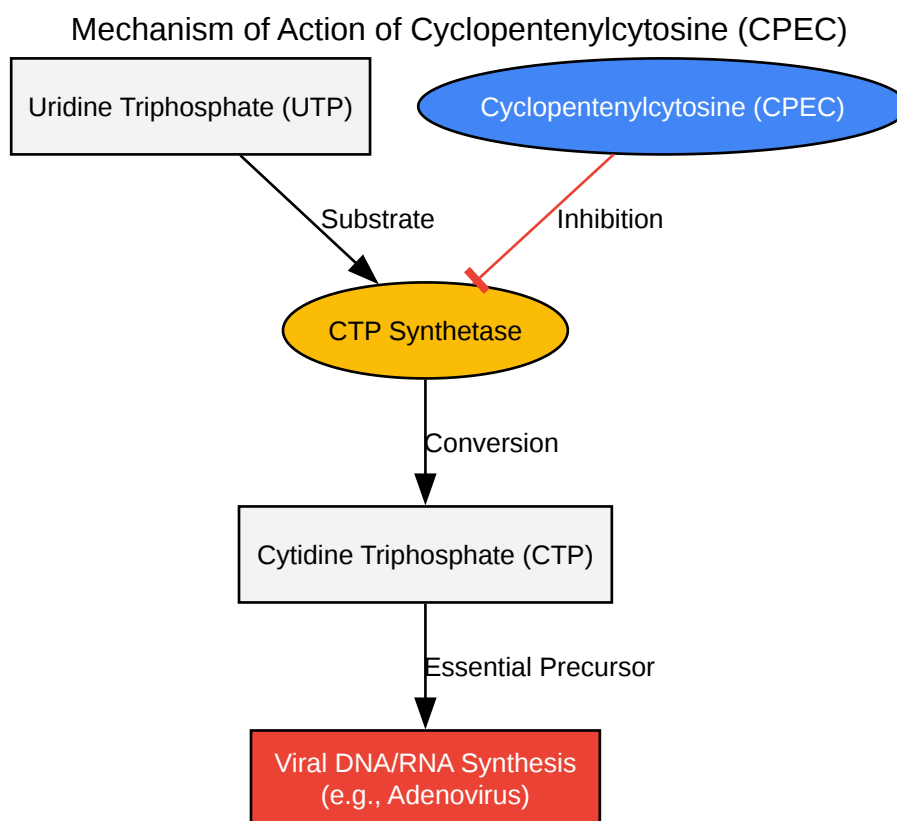 Mechanism of Action of Cyclopentenylcytosine (CPEC)
Uridine Triphosphate (UTP)
Cyclopentenylcytosine (CPEC)
Substrate
Inhibition
CTP Synthetase
Conversion
Cytidine Triphosphate (CTP)
Essential Precursor
Viral DNA/RNA Synthesis
(e.g., Adenovirus)